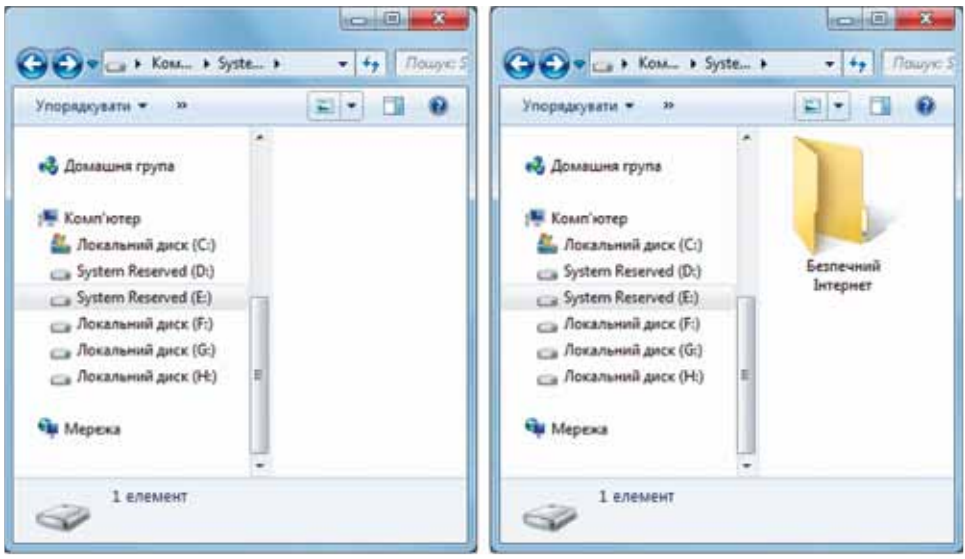 Ком... Syste...
Пошук: S
Упорядкувати »
Домашня група
Комп'ютер
Локальний диск (C:)
System Reserved (D:)
System Reserved (E:)
Локальний диск (F:)
Локальний диск (G:)
Локальний диск (H:)
Мережа
1 елемент
Ком... Syste...
Пошук: S
Упорядкувати »
Домашня група
Комп'ютер
Локальний диск (C:)
System Reserved (D:)
System Reserved (E:)
Локальний диск (F:)
Локальний диск (G:)
Локальний диск (H:)
Мережа
Безпечний
Інтернет
1 елемент